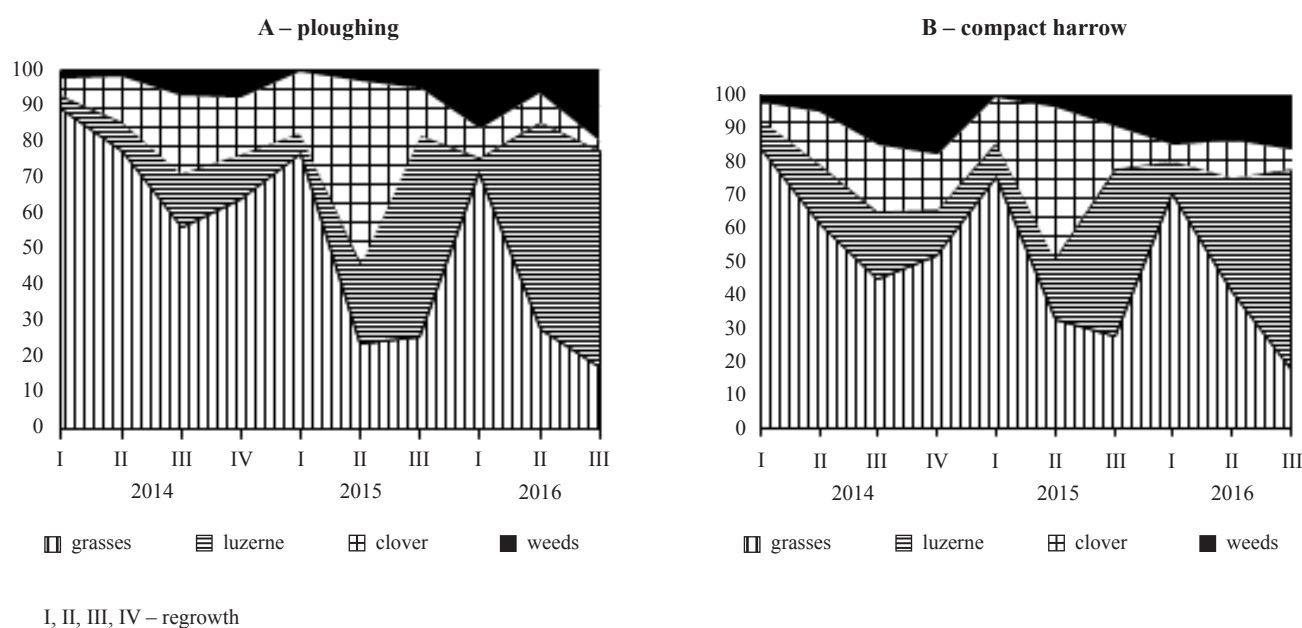 A – ploughing
100
90
80
70
60
50
40
30
20
10
0
I II III IV I II III I II III
2014 2015 2016
grasses luzerne clover weeds
B – compact harrow
100
90
80
70
60
50
40
30
20
10
0
I II III IV I II III I II III
2014 2015 2016
grasses luzerne clover weeds
I, II, III, IV – regrowth